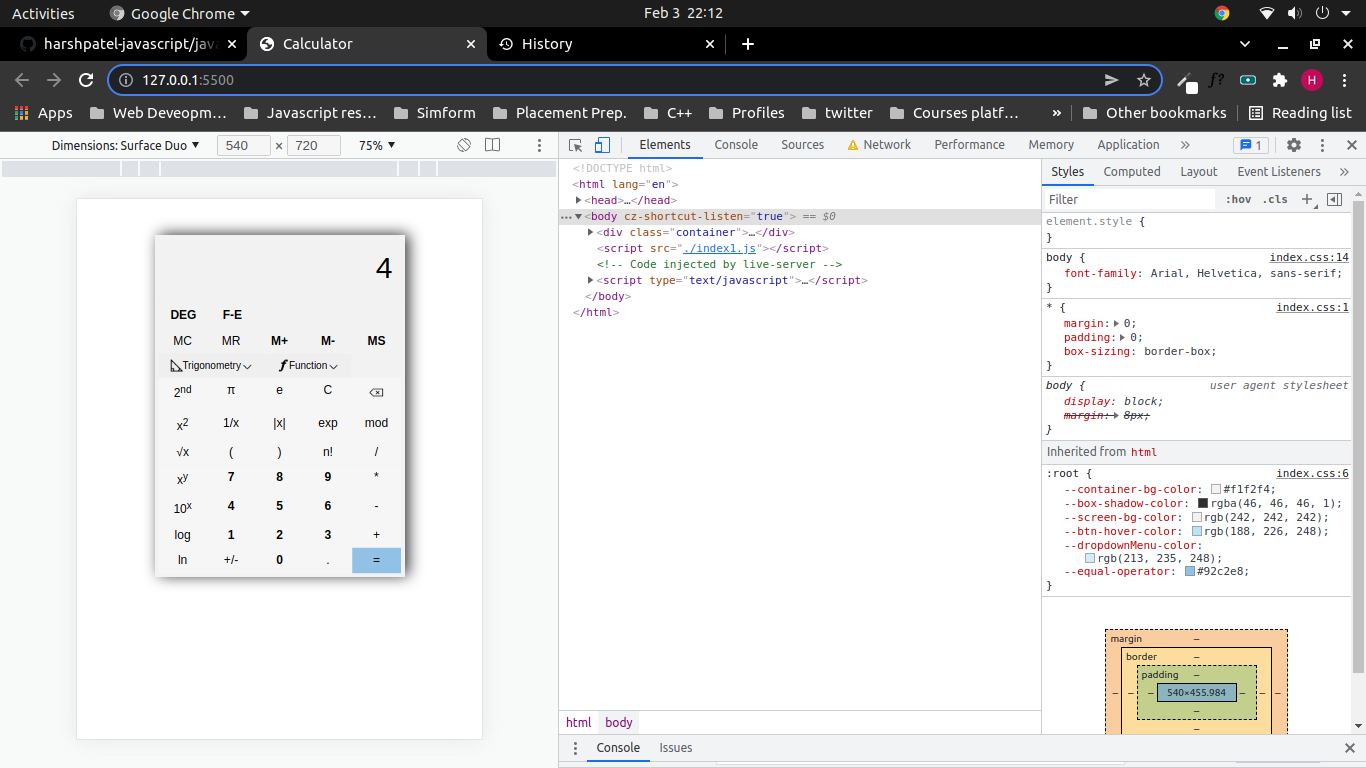 Activities Google Chrome Feb 3 22:12
harshpatel-javascript/jav Calculator History
127.0.0.1:5500 f? H
Apps Web Deveopm… Javascript res… Simform Placement Prep. C++ Profiles twitter Courses platf… » Other bookmarks Reading list
Dimensions: Surface Duo 540 × 720 75%
Elements Console Sources Network Performance Memory Application » 1
4
DEG F-E
MC MR M+ M- MS
Trigonometry Function
2nd π e C
x2 1/x |x| exp mod
√x ( ) n! /
xy 7 8 9 *
10x 4 5 6 -
log 1 2 3 +
ln +/- 0 . =
<!DOCTYPE html>
<html lang="en">
<head>…</head>
<body cz-shortcut-listen="true"> == $0
<div class="container">…</div>
<script src="./index1.js"></script>
<!-- Code injected by live-server -->
<script type="text/javascript">…</script>
</body>
</html>
html body
Styles Computed Layout Event Listeners »
Filter :hov .cls +
element.style {
}
body { index.css:14
font-family: Arial, Helvetica, sans-serif;
}
* { index.css:1
margin: 0;
padding: 0;
box-sizing: border-box;
}
body { user agent stylesheet
display: block;
margin: 8px;
}
Inherited from html
:root { index.css:6
--container-bg-color: #f1f2f4;
--box-shadow-color: rgba(46, 46, 46, 1);
--screen-bg-color: rgb(242, 242, 242);
--btn-hover-color: rgb(188, 226, 248);
--dropdownMenu-color:
rgb(213, 235, 248);
--equal-operator: #92c2e8;
}
margin –
border –
padding –
– – – 540×455.984 – – –
–
–
Console Issues